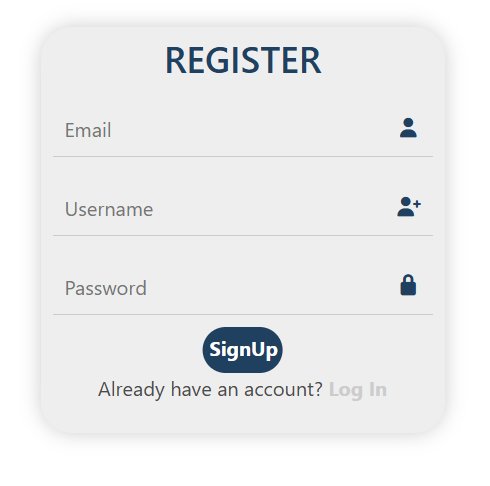 REGISTER
Email
Username
Password
SignUp
Already have an account? Log In